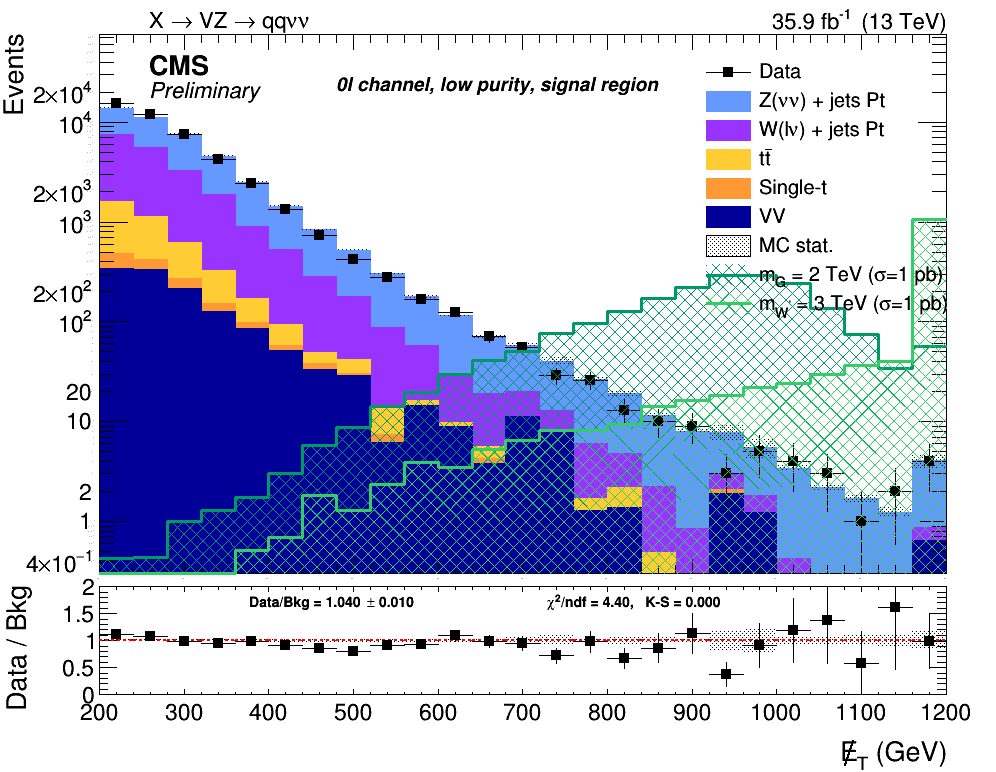 X → VZ → qqνν 35.9 fb⁻¹ (13 TeV)
Events
CMS
Preliminary
0l channel, low purity, signal region
Data
Z(νν) + jets Pt
W(lν) + jets Pt
tt̄
Single-t
VV
MC stat.
m_G = 2 TeV (σ=1 pb)
m_W' = 3 TeV (σ=1 pb)
2×10⁴
10⁴
2×10³
10³
2×10²
10²
20
10
2
1
4×10⁻¹
Data / Bkg
2
1.5
1
0.5
0
Data/Bkg = 1.040 ± 0.010 χ²/ndf = 4.40, K-S = 0.000
200 300 400 500 600 700 800 900 1000 1100 1200
E̸_T (GeV)